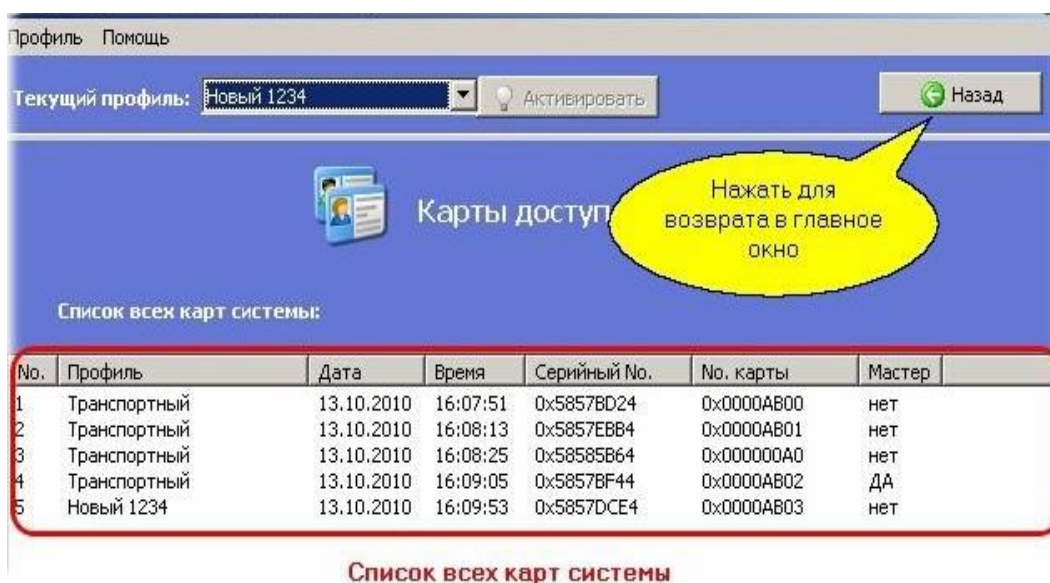 Профиль Помощь
Текущий профиль: Новый 1234 Активировать Назад
Нажать для
возврата в главное
окно
Карты доступ
Список всех карт системы:
No. Профиль Дата Время Серийный No. No. карты Мастер
1 Транспортный 13.10.2010 16:07:51 0x5857BD24 0x0000AB00 нет
2 Транспортный 13.10.2010 16:08:13 0x5857EBB4 0x0000AB01 нет
3 Транспортный 13.10.2010 16:08:25 0x58585B64 0x000000A0 нет
4 Транспортный 13.10.2010 16:09:05 0x5857BF44 0x0000AB02 ДА
5 Новый 1234 13.10.2010 16:09:53 0x5857DCE4 0x0000AB03 нет
Список всех карт системы